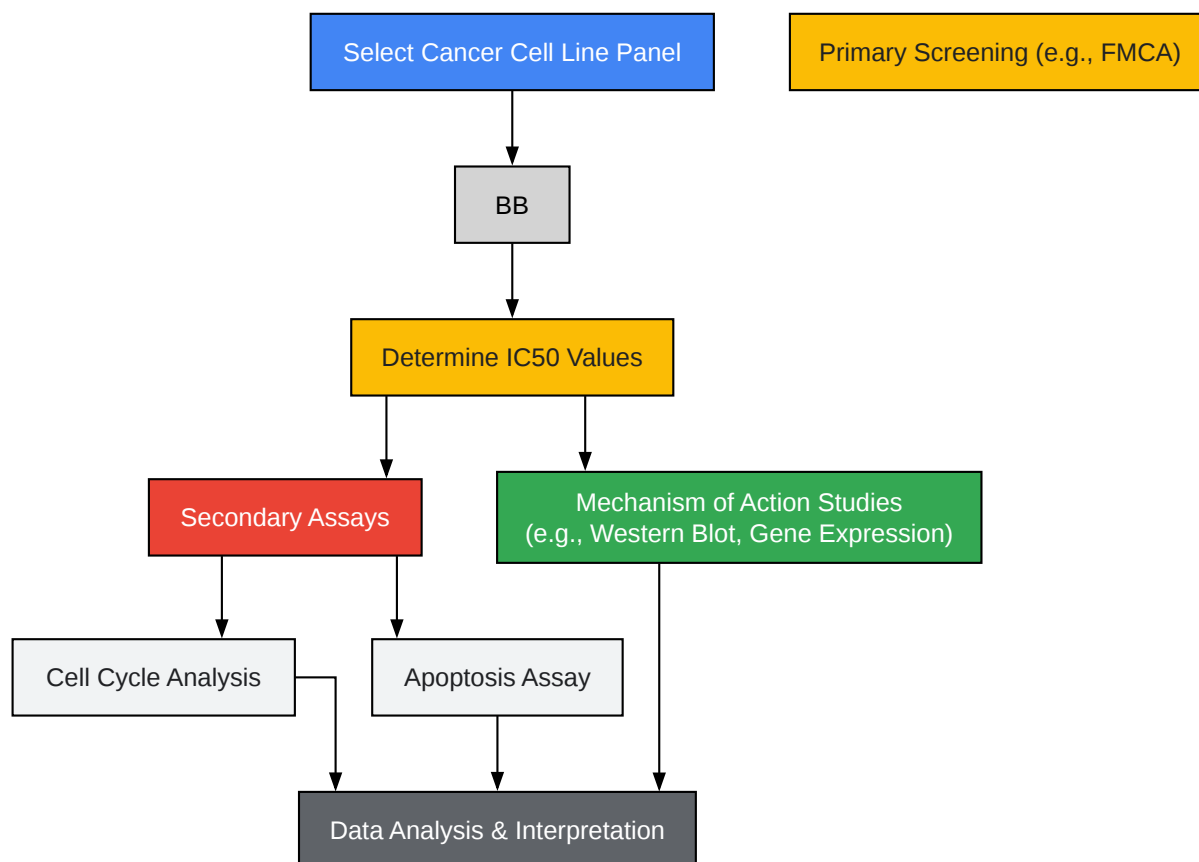 Select Cancer Cell Line Panel
Primary Screening (e.g., FMCA)
BB
Determine IC50 Values
Secondary Assays
Mechanism of Action Studies
(e.g., Western Blot, Gene Expression)
Cell Cycle Analysis
Apoptosis Assay
Data Analysis & Interpretation